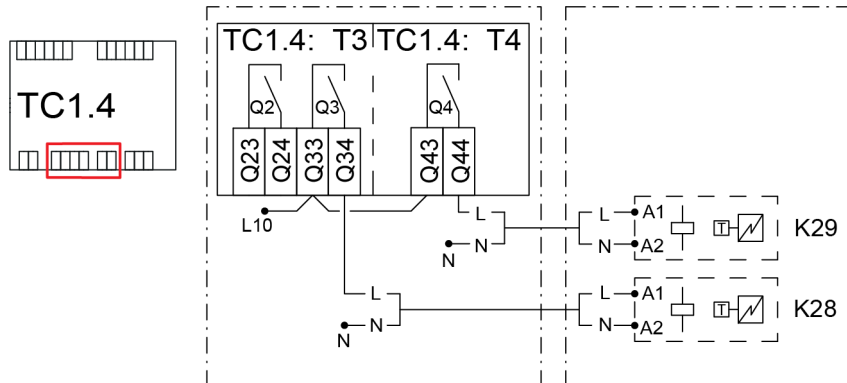 TC1.4: T3 TC1.4: T4
TC1.4
Q2 Q3 Q4
Q23 Q24 Q33 Q34 Q43 Q44
L10
L
N
N
L A1
N A2
K29
L
N
N
L A1
N A2
K28
T
T